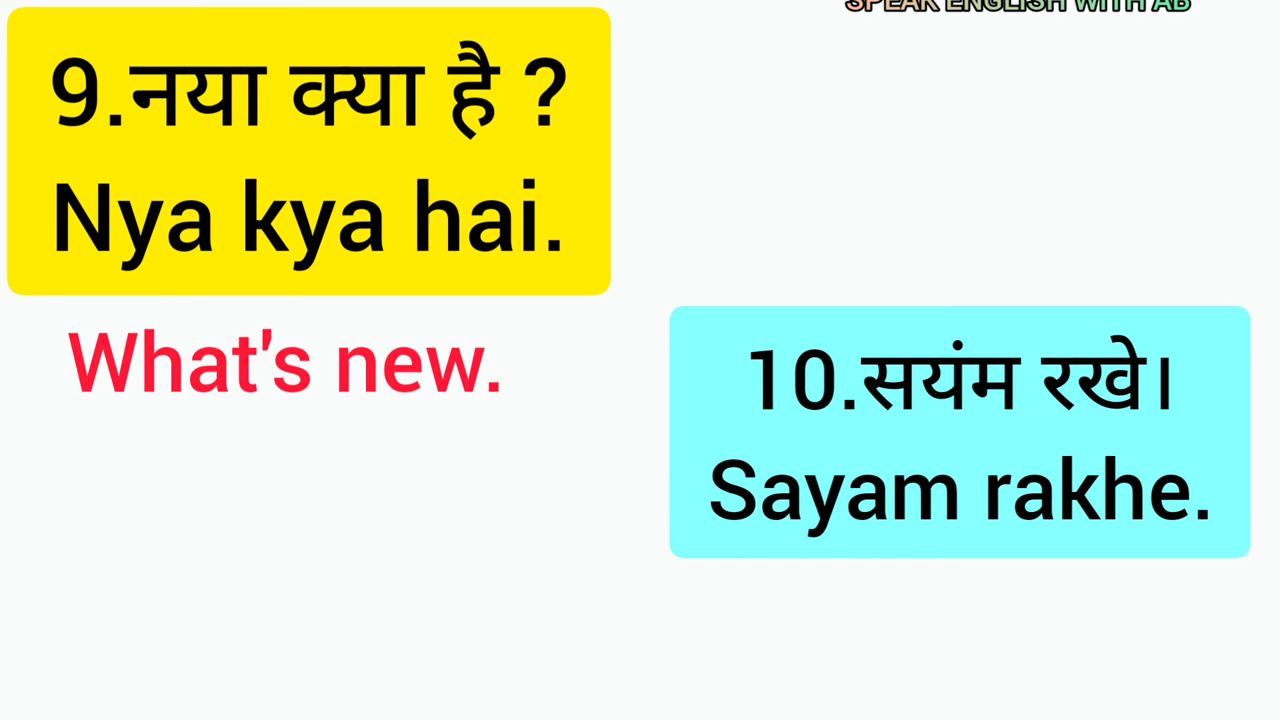 SPEAK ENGLISH WITH AB
9.नया क्या है ?
Nya kya hai.
What's new.
10.सयंम रखे।
Sayam rakhe.